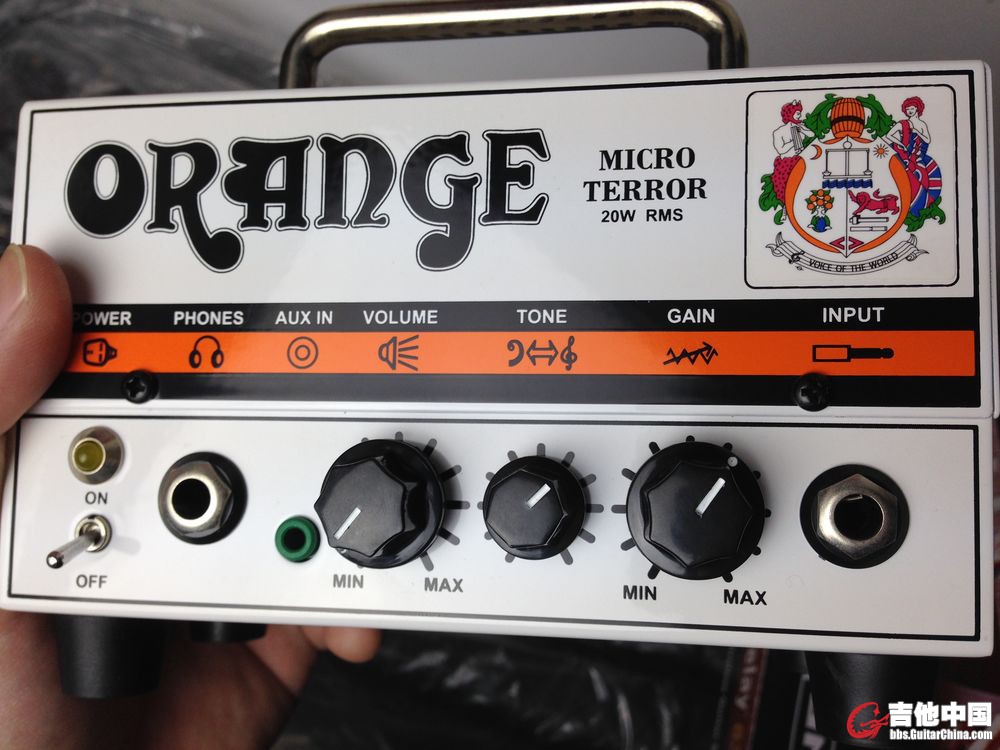 ORANGE
MICRO
TERROR
20W RMS
VOICE OF THE WORLD
POWER PHONES AUX IN VOLUME TONE GAIN INPUT
ON
OFF
MIN MAX
MIN MAX
吉他中国
bbs.GuitarChina.com